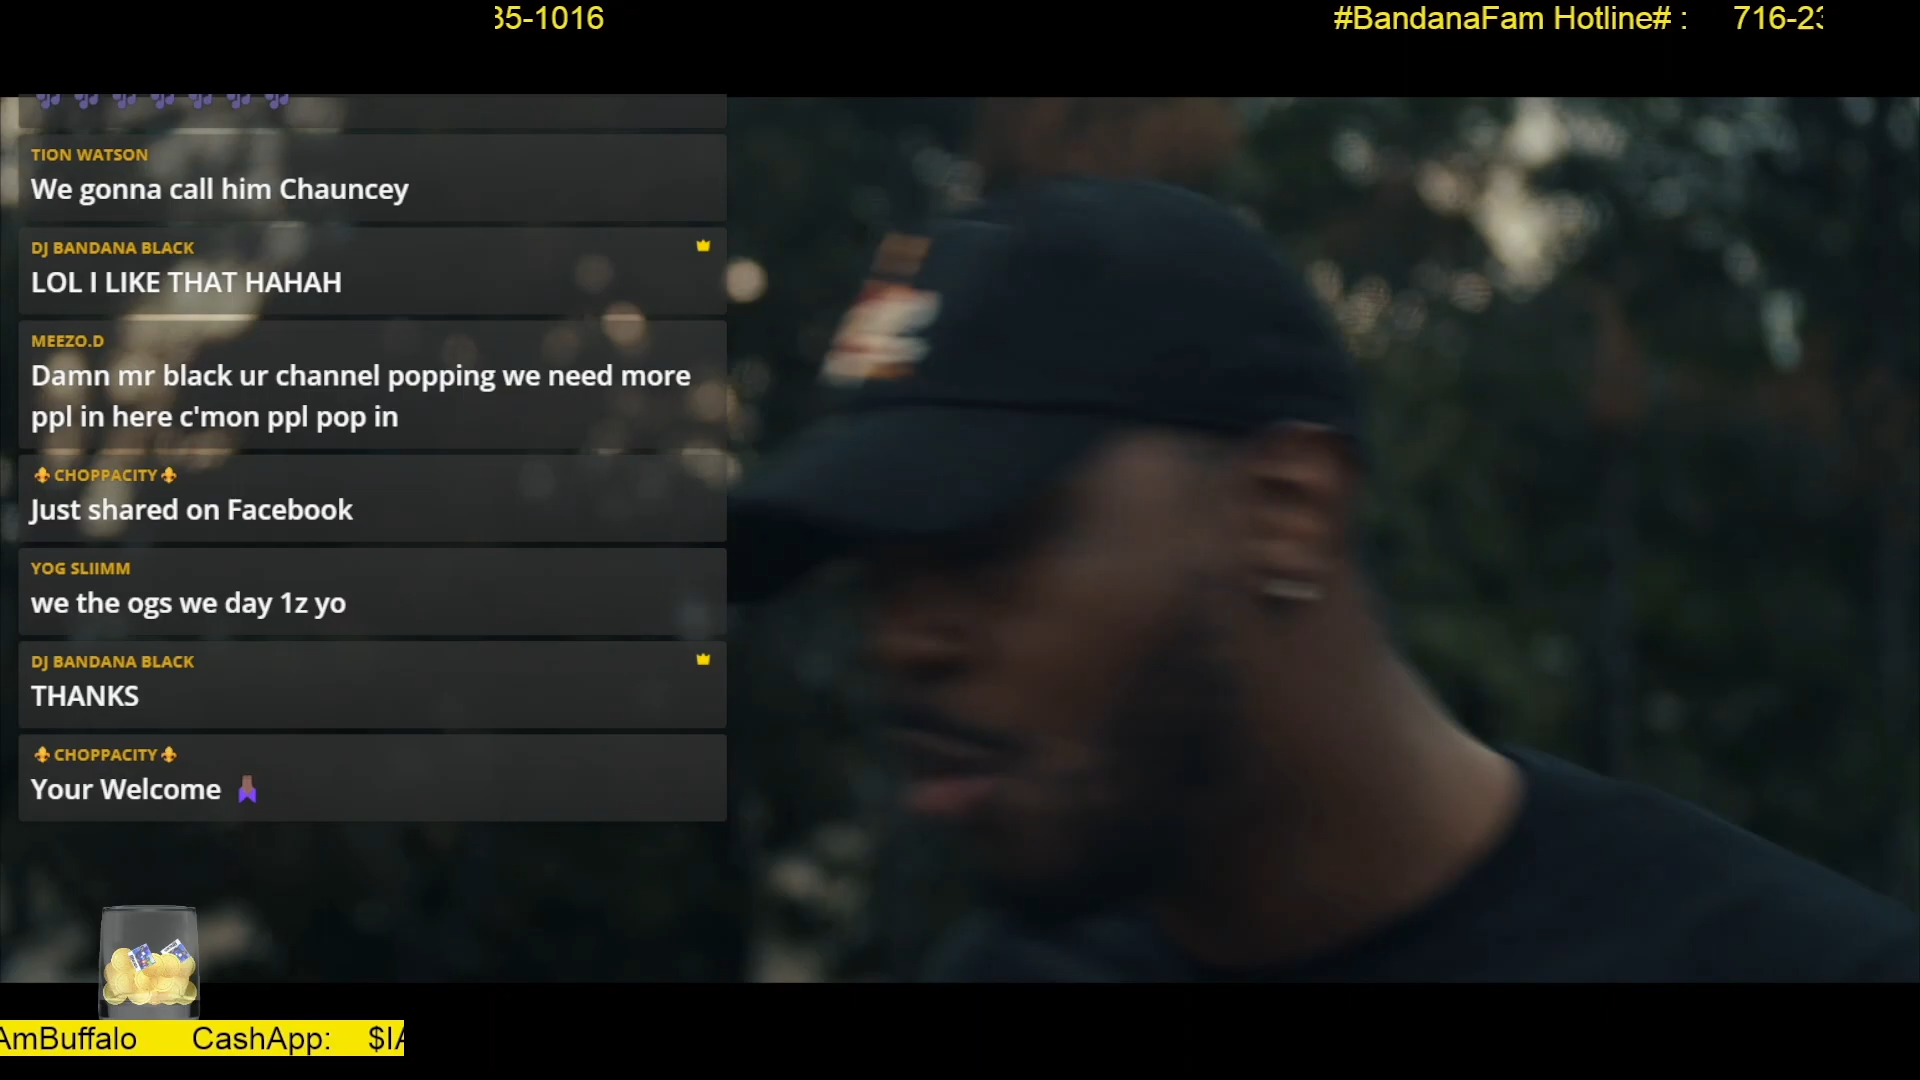 35-1016 #BandanaFam Hotline# : 716-23
TION WATSON
We gonna call him Chauncey
DJ BANDANA BLACK
LOL I LIKE THAT HAHAH
MEEZO.D
Damn mr black ur channel popping we need more
ppl in here c'mon ppl pop in
⚜CHOPPACITY⚜
Just shared on Facebook
YOG SLIIMM
we the ogs we day 1z yo
DJ BANDANA BLACK
THANKS
⚜CHOPPACITY⚜
Your Welcome
AmBuffalo CashApp: $IA